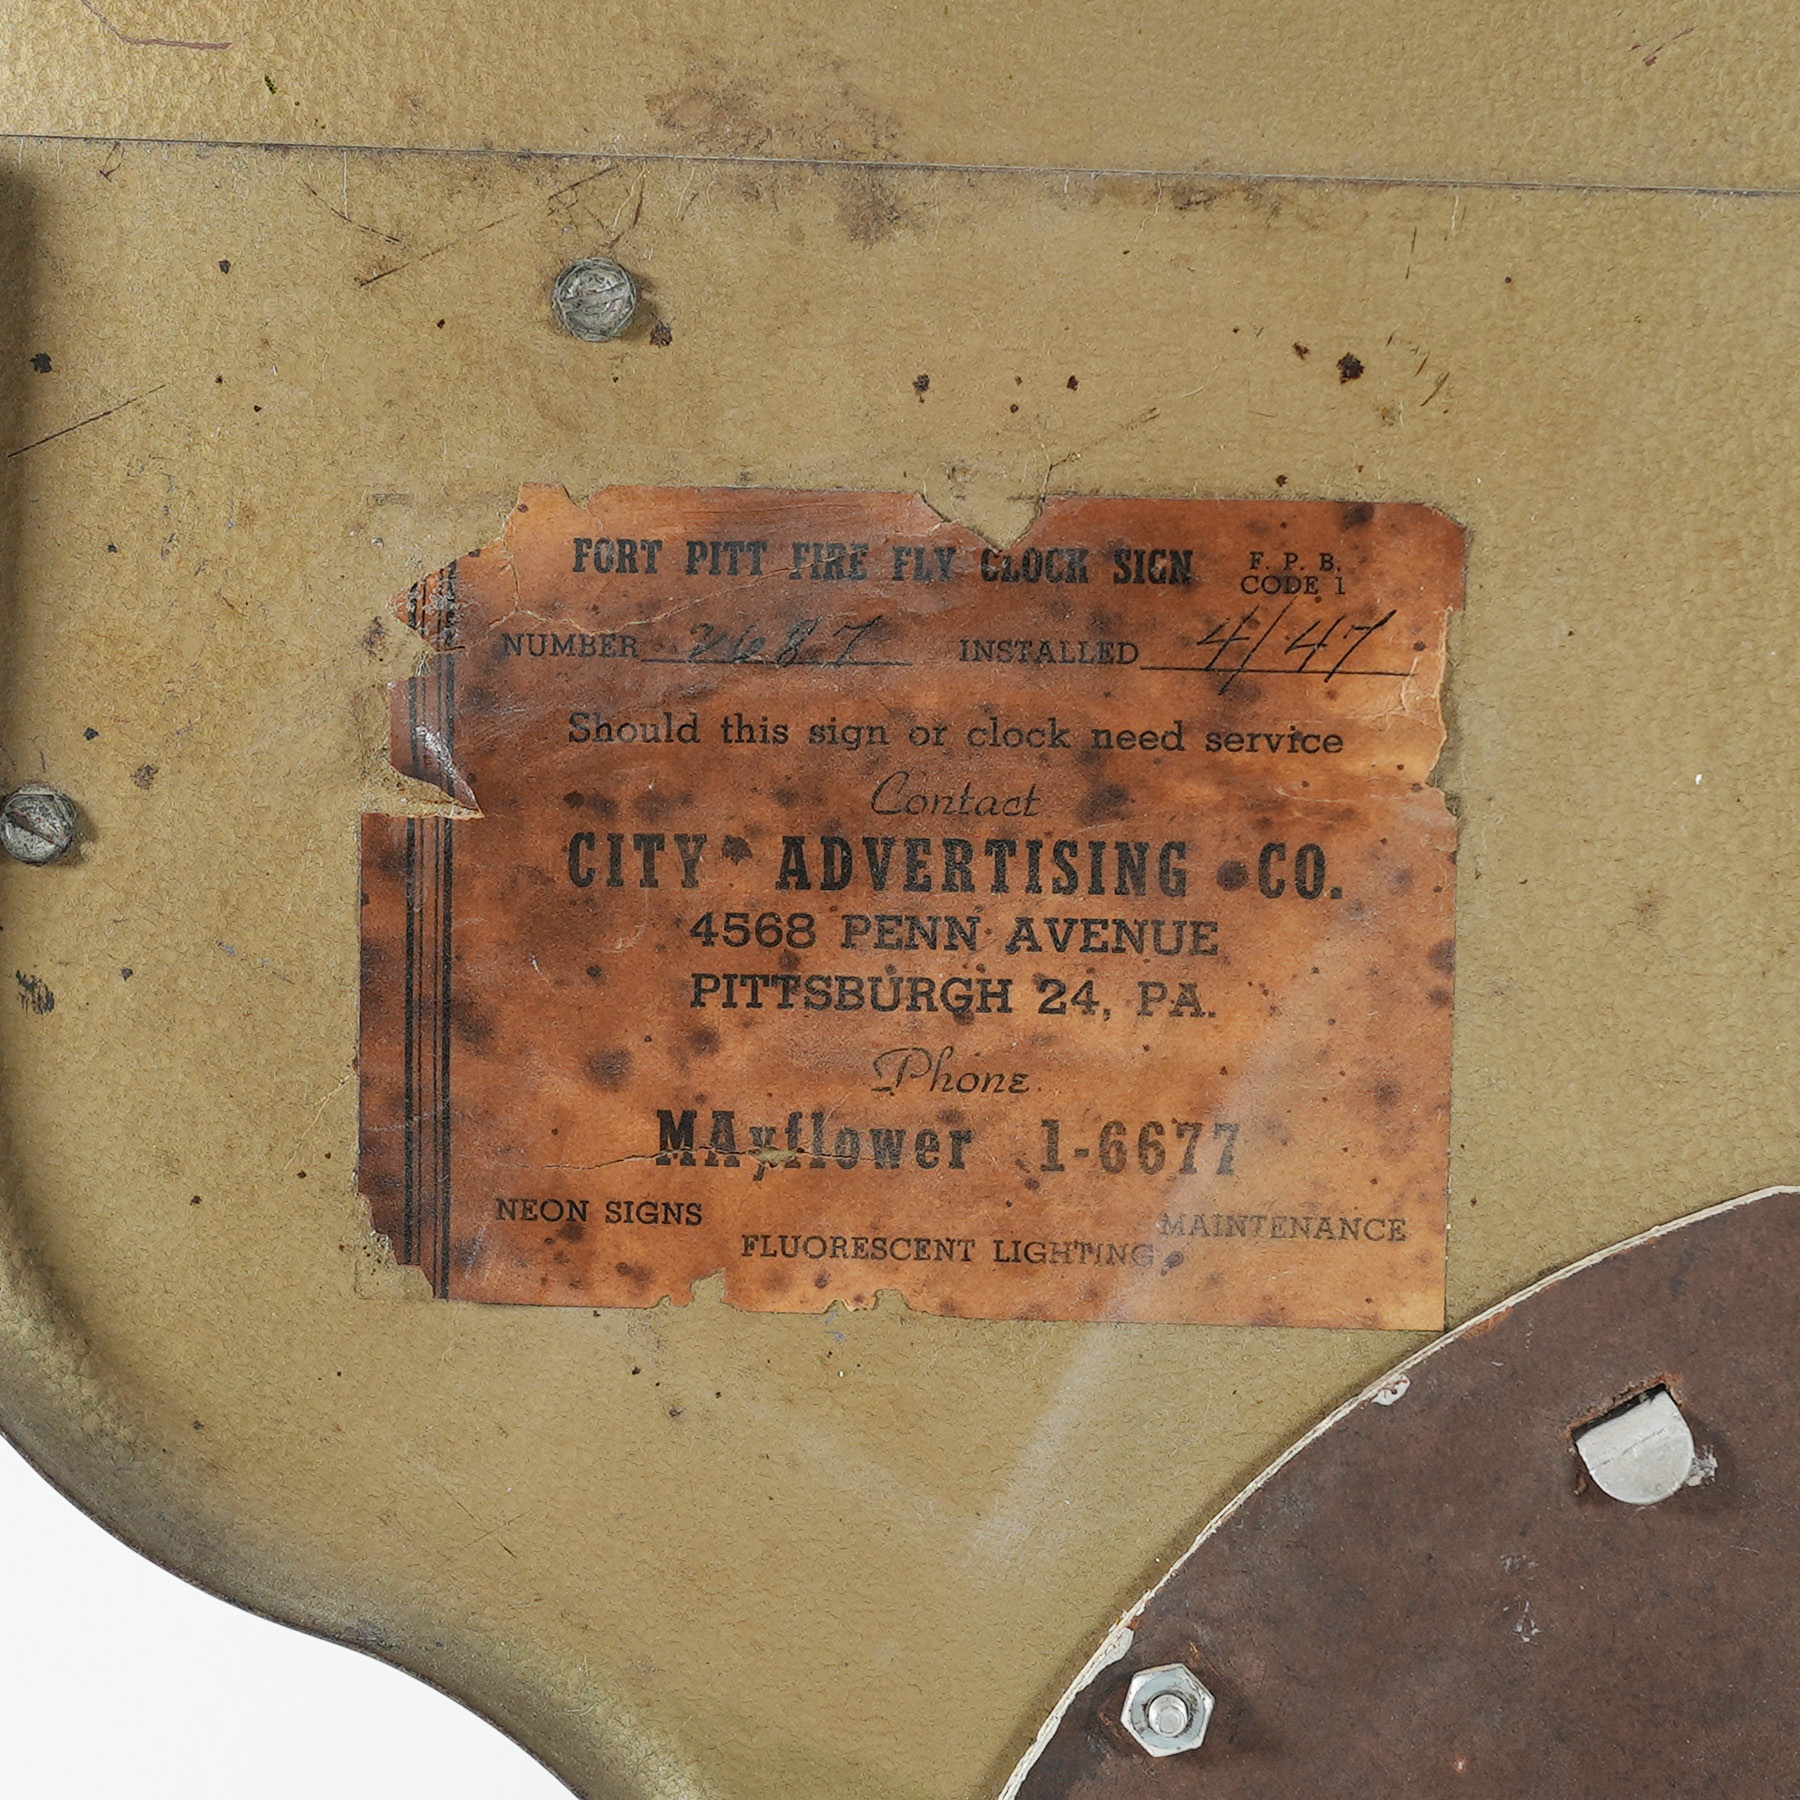 FORT PITT FIRE FLY CLOCK SIGN
F. P. B.
CODE 1
NUMBER 2687 INSTALLED 4/47
Should this sign or clock need service
Contact
CITY ADVERTISING CO.
4568 PENN AVENUE
PITTSBURGH 24, PA.
Phone
MAyflower 1-6677
NEON SIGNS
FLUORESCENT LIGHTING
MAINTENANCE